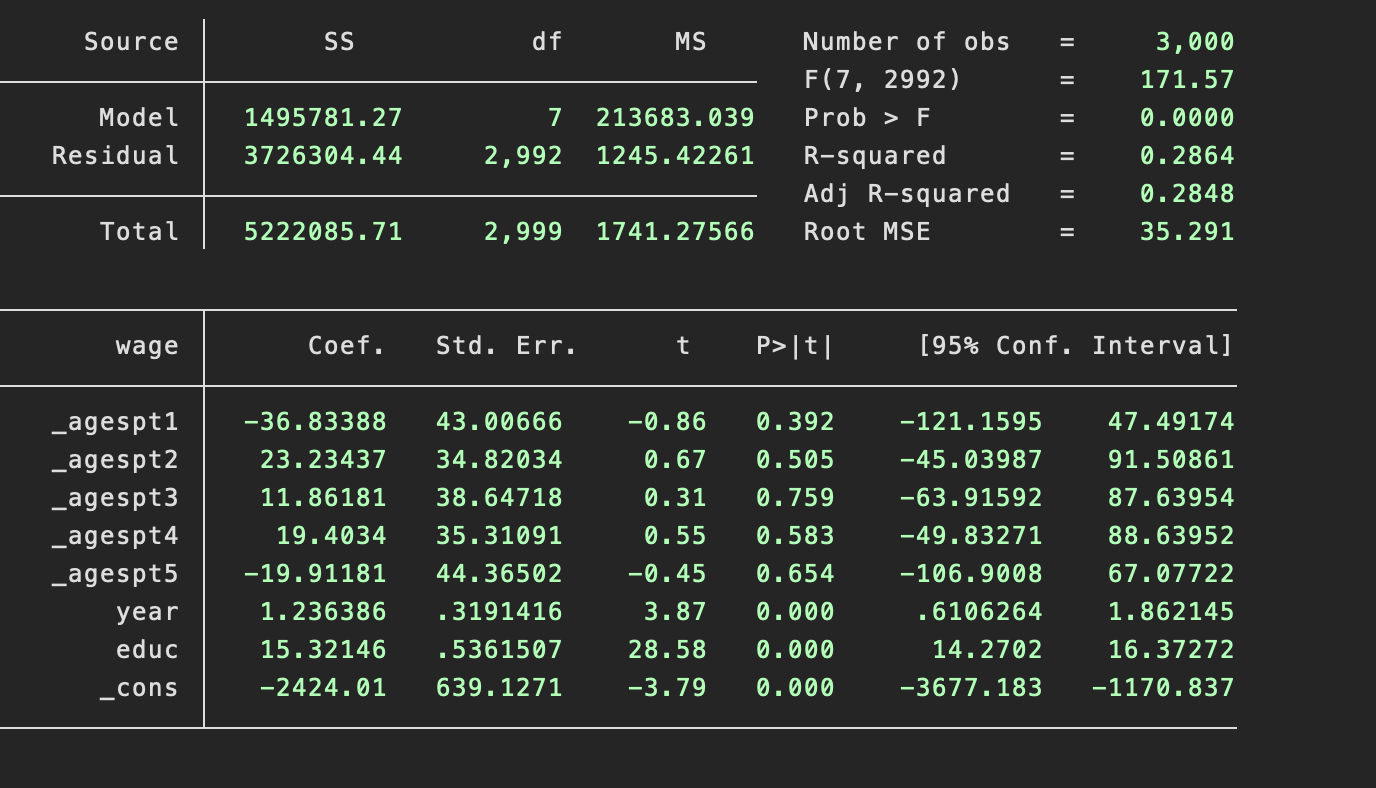 Source SS df MS Number of obs = 3,000
F(7, 2992) = 171.57
Model 1495781.27 7 213683.039 Prob > F = 0.0000
Residual 3726304.44 2,992 1245.42261 R-squared = 0.2864
Adj R-squared = 0.2848
Total 5222085.71 2,999 1741.27566 Root MSE = 35.291
wage Coef. Std. Err. t P>|t| [95% Conf. Interval]
_agespt1 -36.83388 43.00666 -0.86 0.392 -121.1595 47.49174
_agespt2 23.23437 34.82034 0.67 0.505 -45.03987 91.50861
_agespt3 11.86181 38.64718 0.31 0.759 -63.91592 87.63954
_agespt4 19.4034 35.31091 0.55 0.583 -49.83271 88.63952
_agespt5 -19.91181 44.36502 -0.45 0.654 -106.9008 67.07722
year 1.236386 .3191416 3.87 0.000 .6106264 1.862145
educ 15.32146 .5361507 28.58 0.000 14.2702 16.37272
_cons -2424.01 639.1271 -3.79 0.000 -3677.183 -1170.837